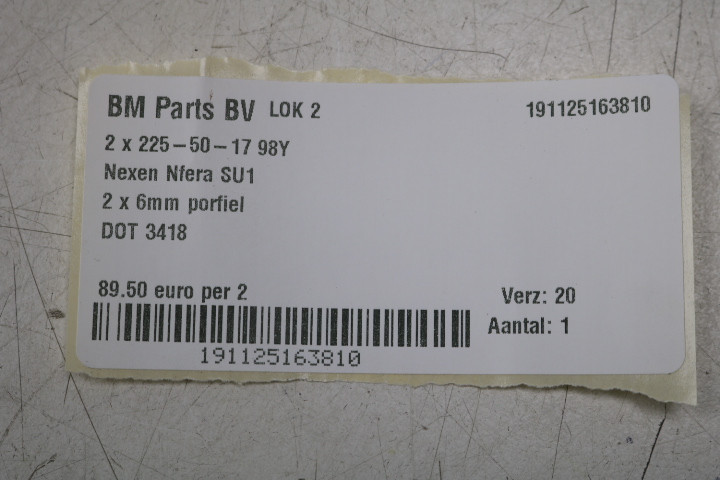 BM Parts BV LOK 2 191125163810
2 x 225-50-17 98Y
Nexen Nfera SU1
2 x 6mm porfiel
DOT 3418
89.50 euro per 2 Verz: 20
Aantal: 1
191125163810